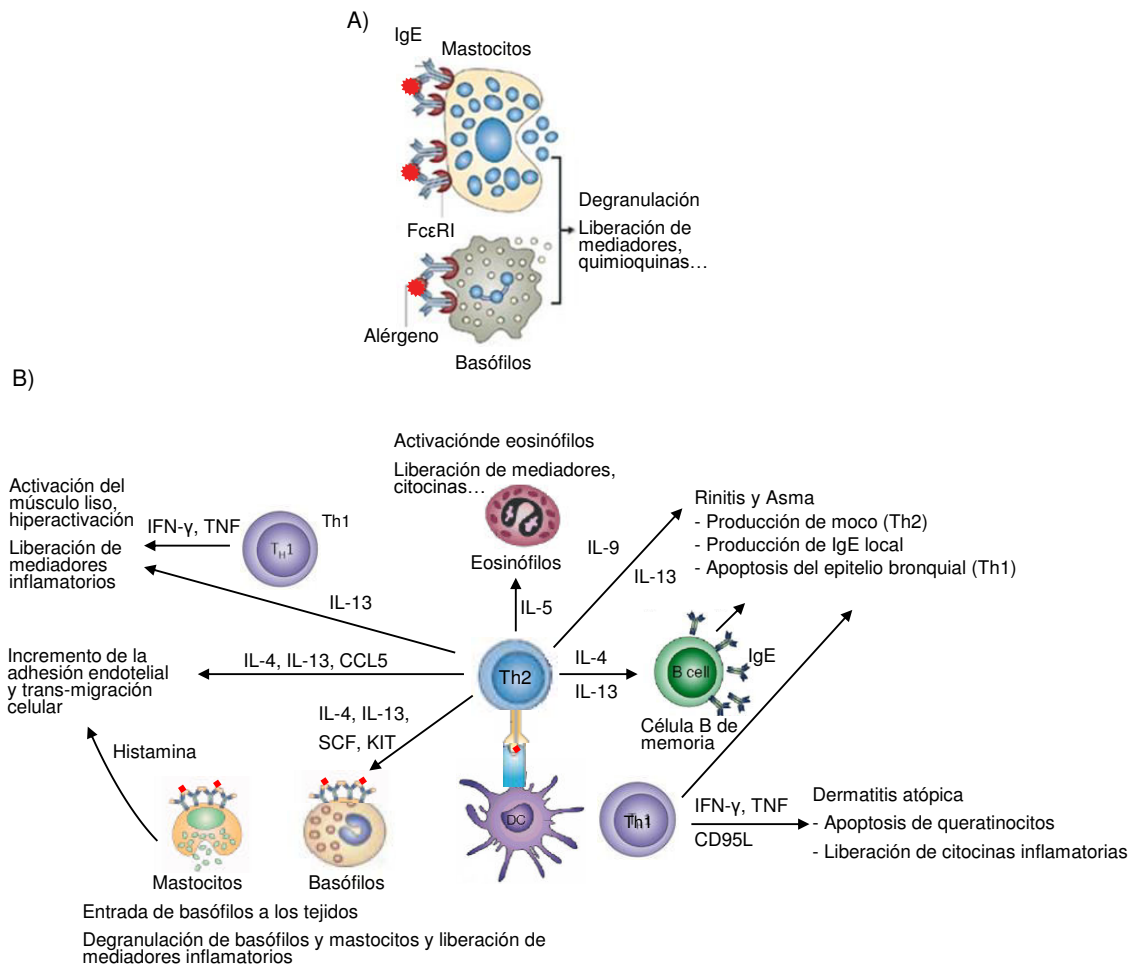 A)
IgE
Mastocitos
Degranulación
Liberación de
mediadores,
quimioquinas…
FcεRI
Alérgeno
Basófilos
B)
Activaciónde eosinófilos
Liberación de mediadores,
citocinas…
Eosinófilos
IL-5
Activación del
músculo liso,
hiperactivación
Liberación de
mediadores
inflamatorios
IFN-γ, TNF
Th1
TH1
IL-13
Rinitis y Asma
- Producción de moco (Th2)
- Producción de IgE local
- Apoptosis del epitelio bronquial (Th1)
IL-9
IL-13
Incremento de la
adhesión endotelial
y trans-migración
celular
IL-4, IL-13, CCL5
Th2
IL-4
IL-13
B cell
IgE
Célula B de
memoria
IL-4, IL-13,
SCF, KIT
Histamina
DC
Th1
IFN-γ, TNF
CD95L
Dermatitis atópica
- Apoptosis de queratinocitos
- Liberación de citocinas inflamatorias
Mastocitos
Basófilos
Entrada de basófilos a los tejidos
Degranulación de basófilos y mastocitos y liberación de
mediadores inflamatorios